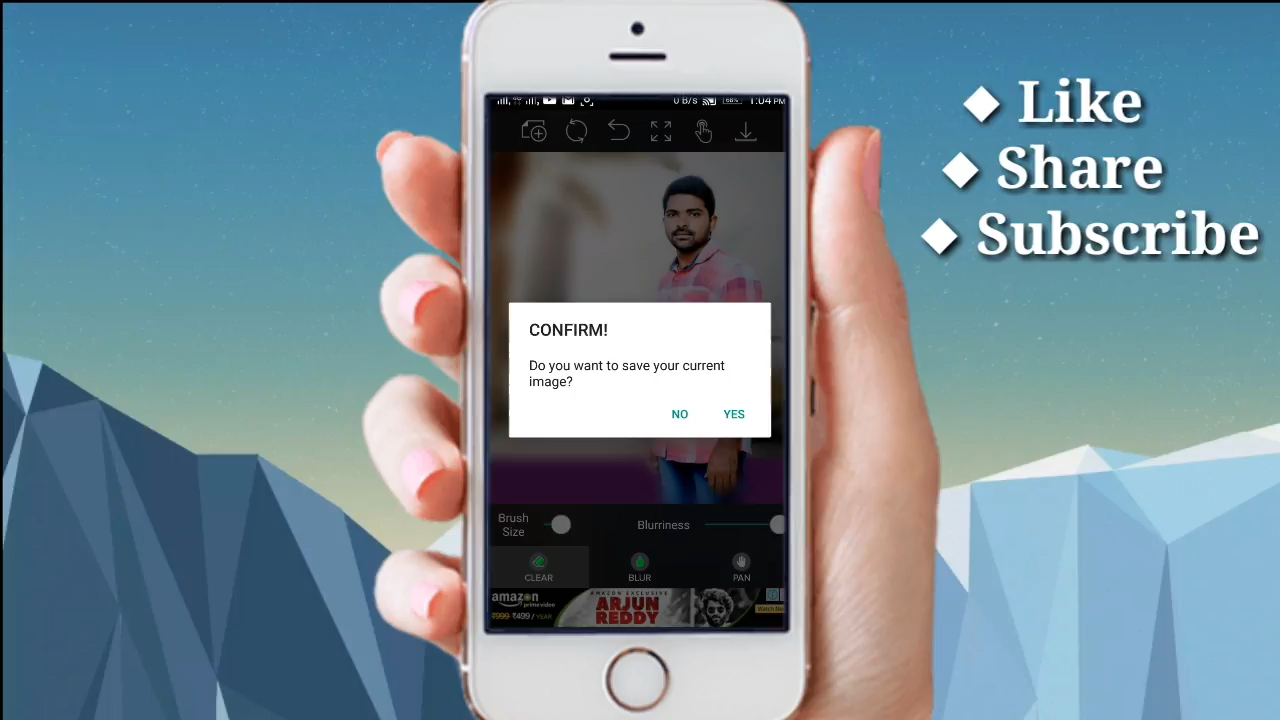 Like
Share
Subscribe
0 B/s 68% 1:04 PM
CONFIRM!
Do you want to save your current
image?
NO YES
Brush
Size
Blurriness
CLEAR BLUR PAN
amazon
prime video
₹999 ₹499 / YEAR
AMAZON EXCLUSIVE
ARJUN
REDDY